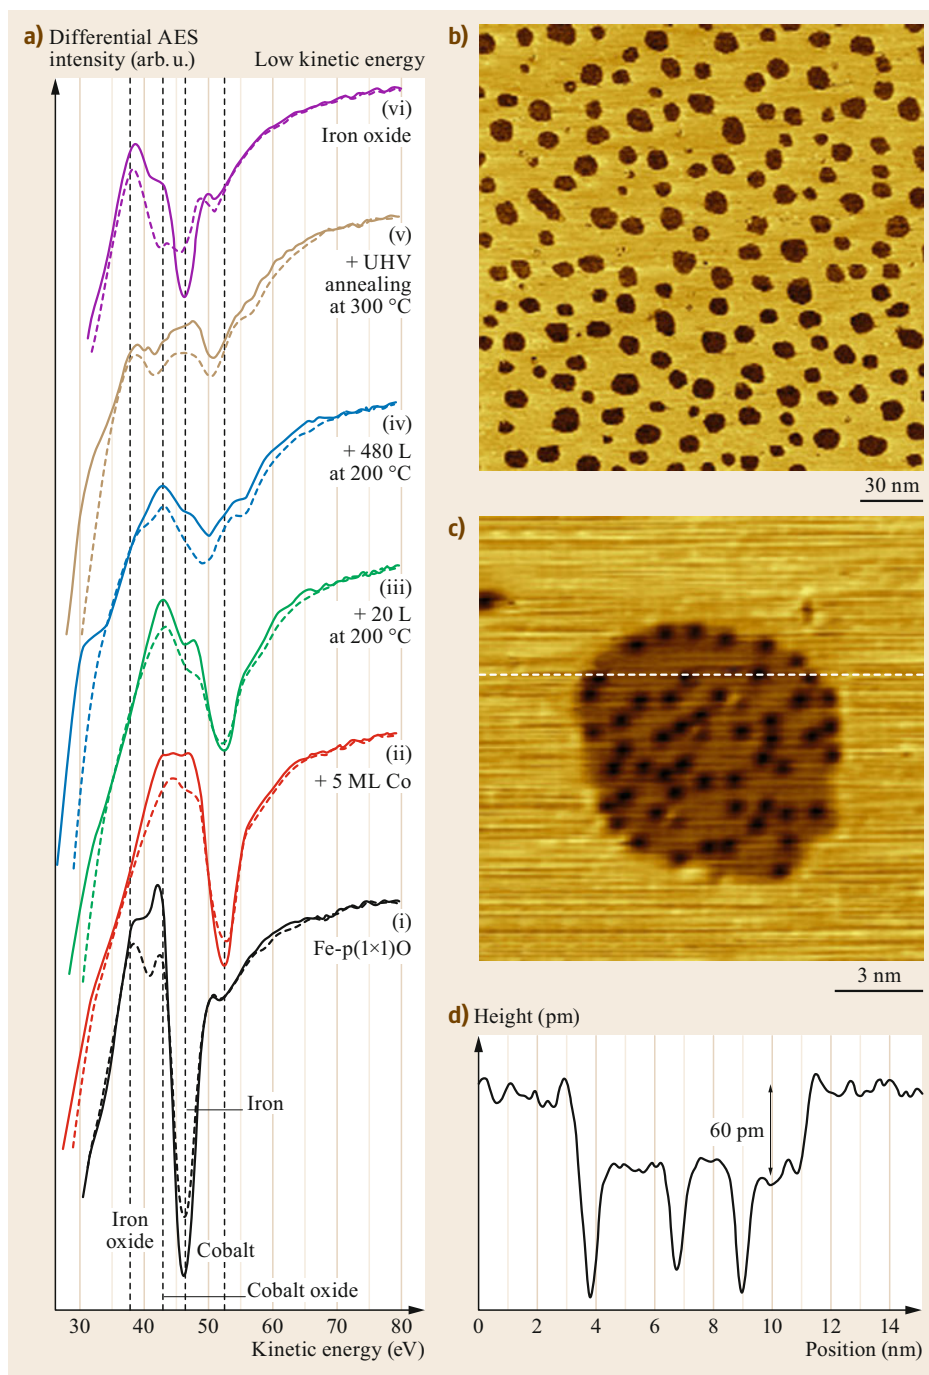 a) Differential AES
intensity (arb. u.)
Low kinetic energy
(vi)
Iron oxide
(v)
+ UHV
annealing
at 300 °C
(iv)
+ 480 L
at 200 °C
(iii)
+ 20 L
at 200 °C
(ii)
+ 5 ML Co
(i)
Fe-p(1×1)O
Iron
Iron
oxide
Cobalt
Cobalt oxide
30 40 50 60 70 80
Kinetic energy (eV)
b)
30 nm
c)
3 nm
d) Height (pm)
60 pm
0 2 4 6 8 10 12 14
Position (nm)